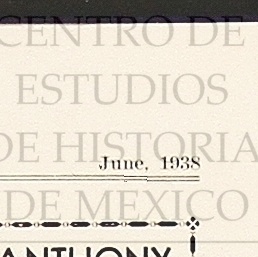 CENTRO DE
ESTUDIOS
DE HISTORIA
June, 1938
DE MEXICO
ANTHONY